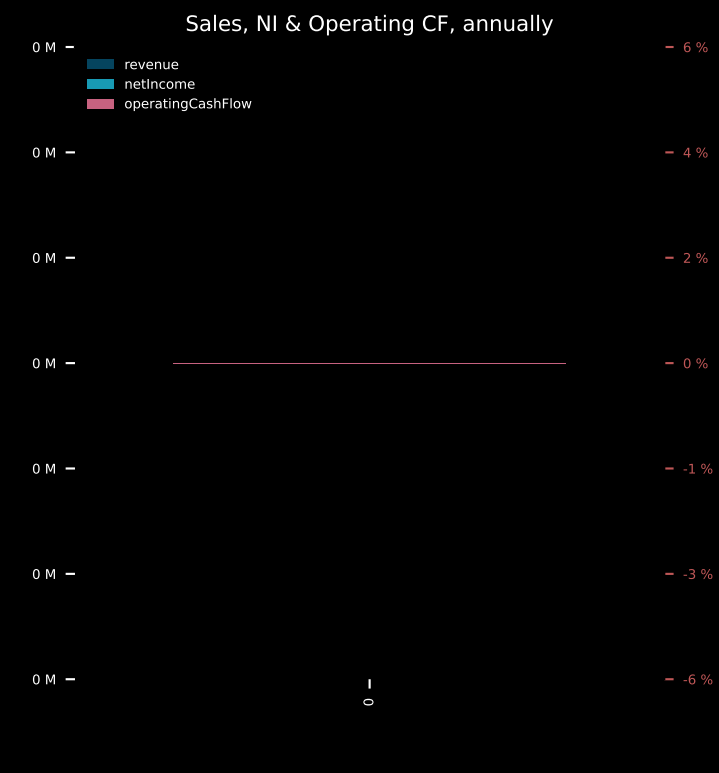 Sales, NI & Operating CF, annually
0 M
6 %
revenue
netIncome
operatingCashFlow
0 M
4 %
0 M
2 %
0 M
0 %
0 M
-1 %
0 M
-3 %
0 M
-6 %
0